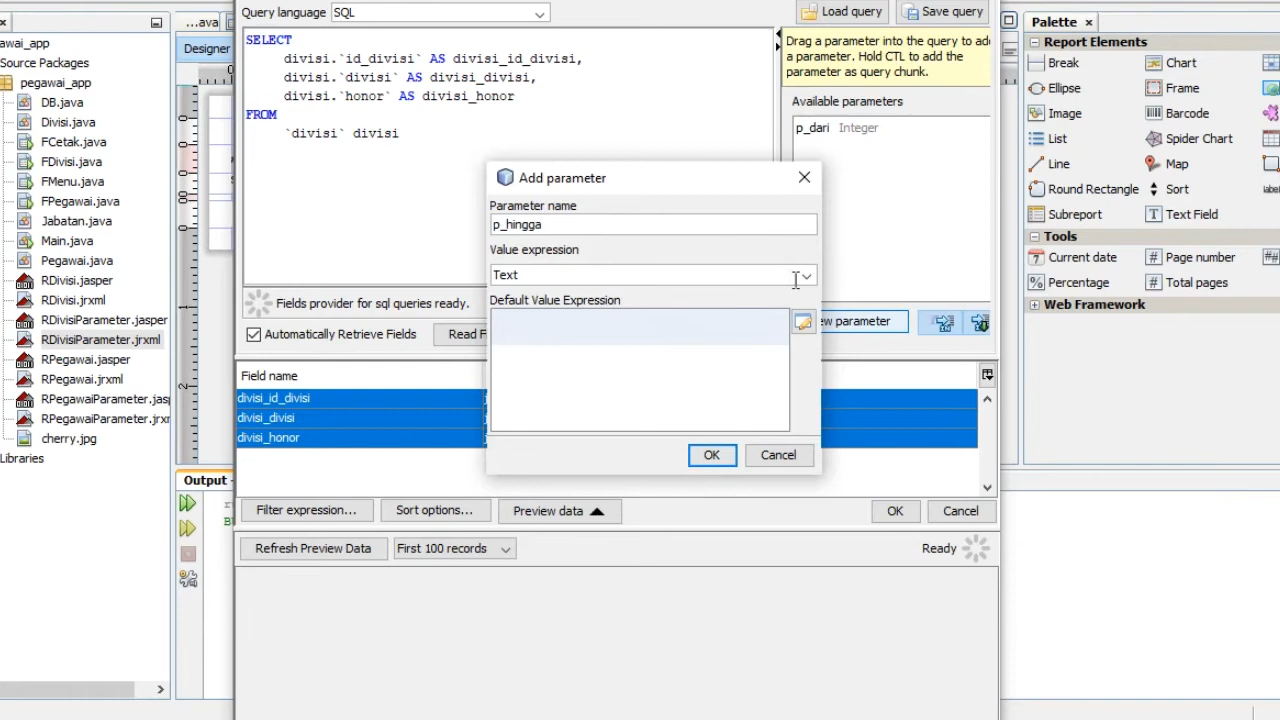 Query language
SQL
Load query
Save query
Palette
awai_app
...ava
Report Elements
SELECT
Drag a parameter into the query to add
Source Packages
Designer
divisi.`id_divisi` AS divisi_id_divisi,
a parameter. Hold CTL to add the
Break
Chart
pegawai_app
divisi.`divisi` AS divisi_divisi,
parameter as query chunk.
Ellipse
Frame
DB.java
divisi.`honor` AS divisi_honor
Available parameters
Image
Barcode
Divisi.java
FROM
p_dari Integer
List
Spider Chart
FCetak.java
`divisi` divisi
Line
Map
FDivisi.java
Add parameter
Round Rectangle
Sort
label
FMenu.java
Parameter name
Subreport
Text Field
FPegawai.java
p_hingga
Tools
Jabatan.java
Value expression
Current date
Page number
Main.java
Text
Percentage
Total pages
Pegawai.java
Default Value Expression
Web Framework
RDivisi.jasper
Fields provider for sql queries ready.
RDivisi.jrxml
ew parameter
RDivisiParameter.jasper
Automatically Retrieve Fields
Read F
RDivisiParameter.jrxml
RPegawai.jasper
Field name
RPegawai.jrxml
divisi_id_divisi
RPegawaiParameter.jasp
divisi_divisi
RPegawaiParameter.jrxm
divisi_honor
cherry.jpg
OK
Cancel
Libraries
Output -
Filter expression...
Sort options...
Preview data
OK
Cancel
Refresh Preview Data
First 100 records
Ready